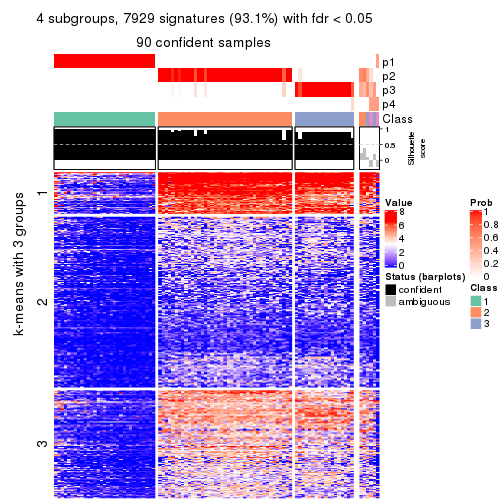 4 subgroups, 7929 signatures (93.1%) with fdr < 0.05
90 confident samples
p1
p2
p3
p4
Class
1
0.5
0
Silhouette
score
k-means with 3 groups
1
2
3
Value
8
6
4
2
0
Status (barplots)
confident
ambiguous
Prob
1
0.8
0.6
0.4
0.2
0
Class
1
2
3